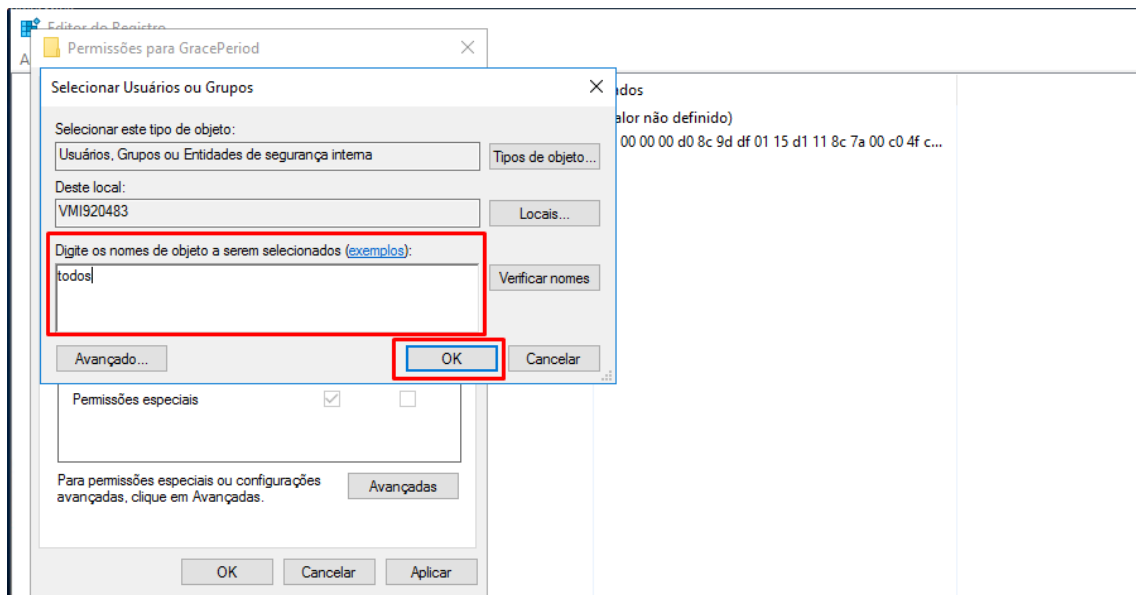 Editor do Registro
Permissões para GracePeriod
A
Selecionar Usuários ou Grupos
dos
alor não definido)
00 00 00 d0 8c 9d df 01 15 d1 11 8c 7a 00 c0 4f c...
Selecionar este tipo de objeto:
Usuários, Grupos ou Entidades de segurança interna
Tipos de objeto...
Deste local:
VMI920483
Locais...
Digite os nomes de objeto a serem selecionados (exemplos):
todos
Verificar nomes
Avançado...
OK
Cancelar
Permissões especiais
Para permissões especiais ou configurações
avançadas, clique em Avançadas.
Avançadas
OK
Cancelar
Aplicar